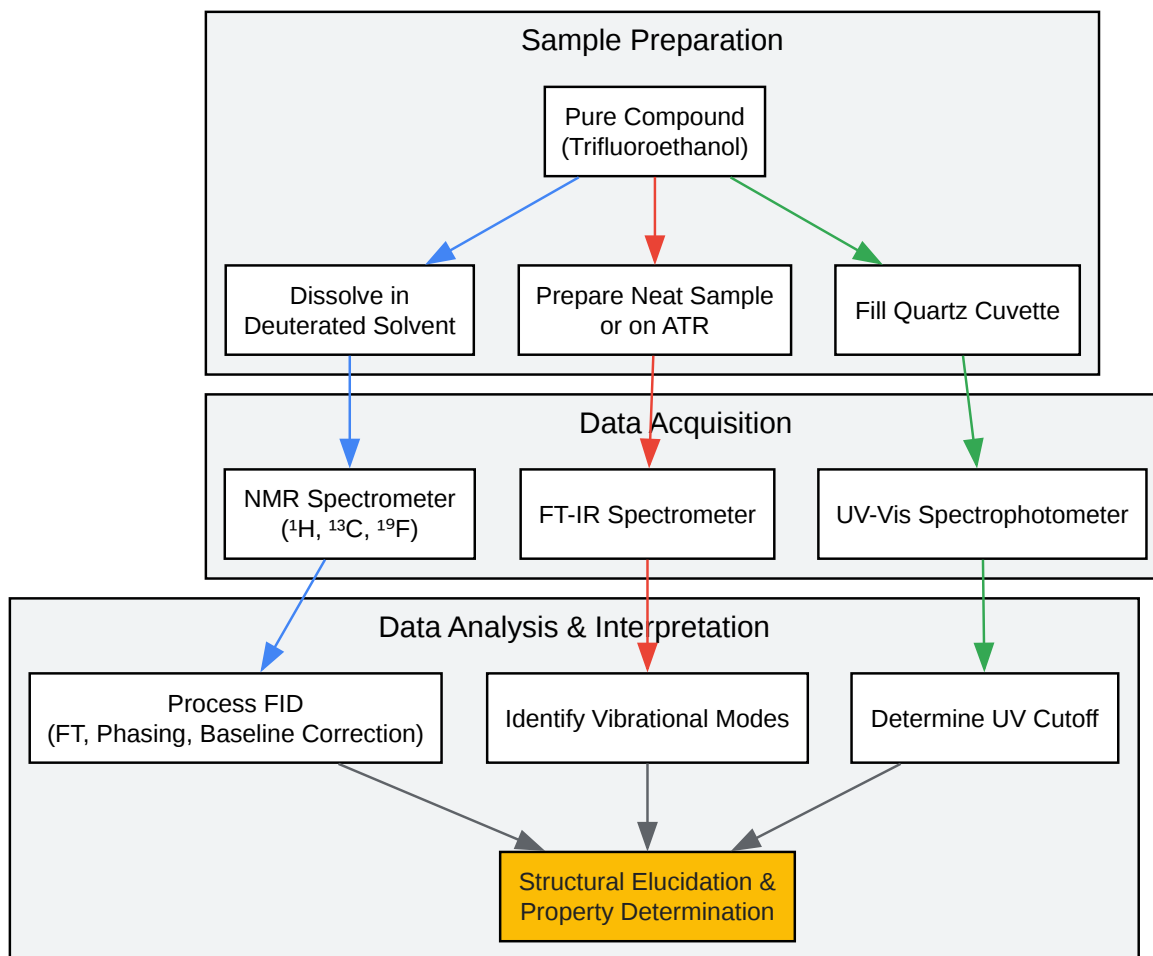 Sample Preparation
Pure Compound
(Trifluoroethanol)
Dissolve in
Deuterated Solvent
Prepare Neat Sample
or on ATR
Fill Quartz Cuvette
Data Acquisition
NMR Spectrometer
(¹H, ¹³C, ¹⁹F)
FT-IR Spectrometer
UV-Vis Spectrophotometer
Data Analysis & Interpretation
Process FID
(FT, Phasing, Baseline Correction)
Identify Vibrational Modes
Determine UV Cutoff
Structural Elucidation &
Property Determination